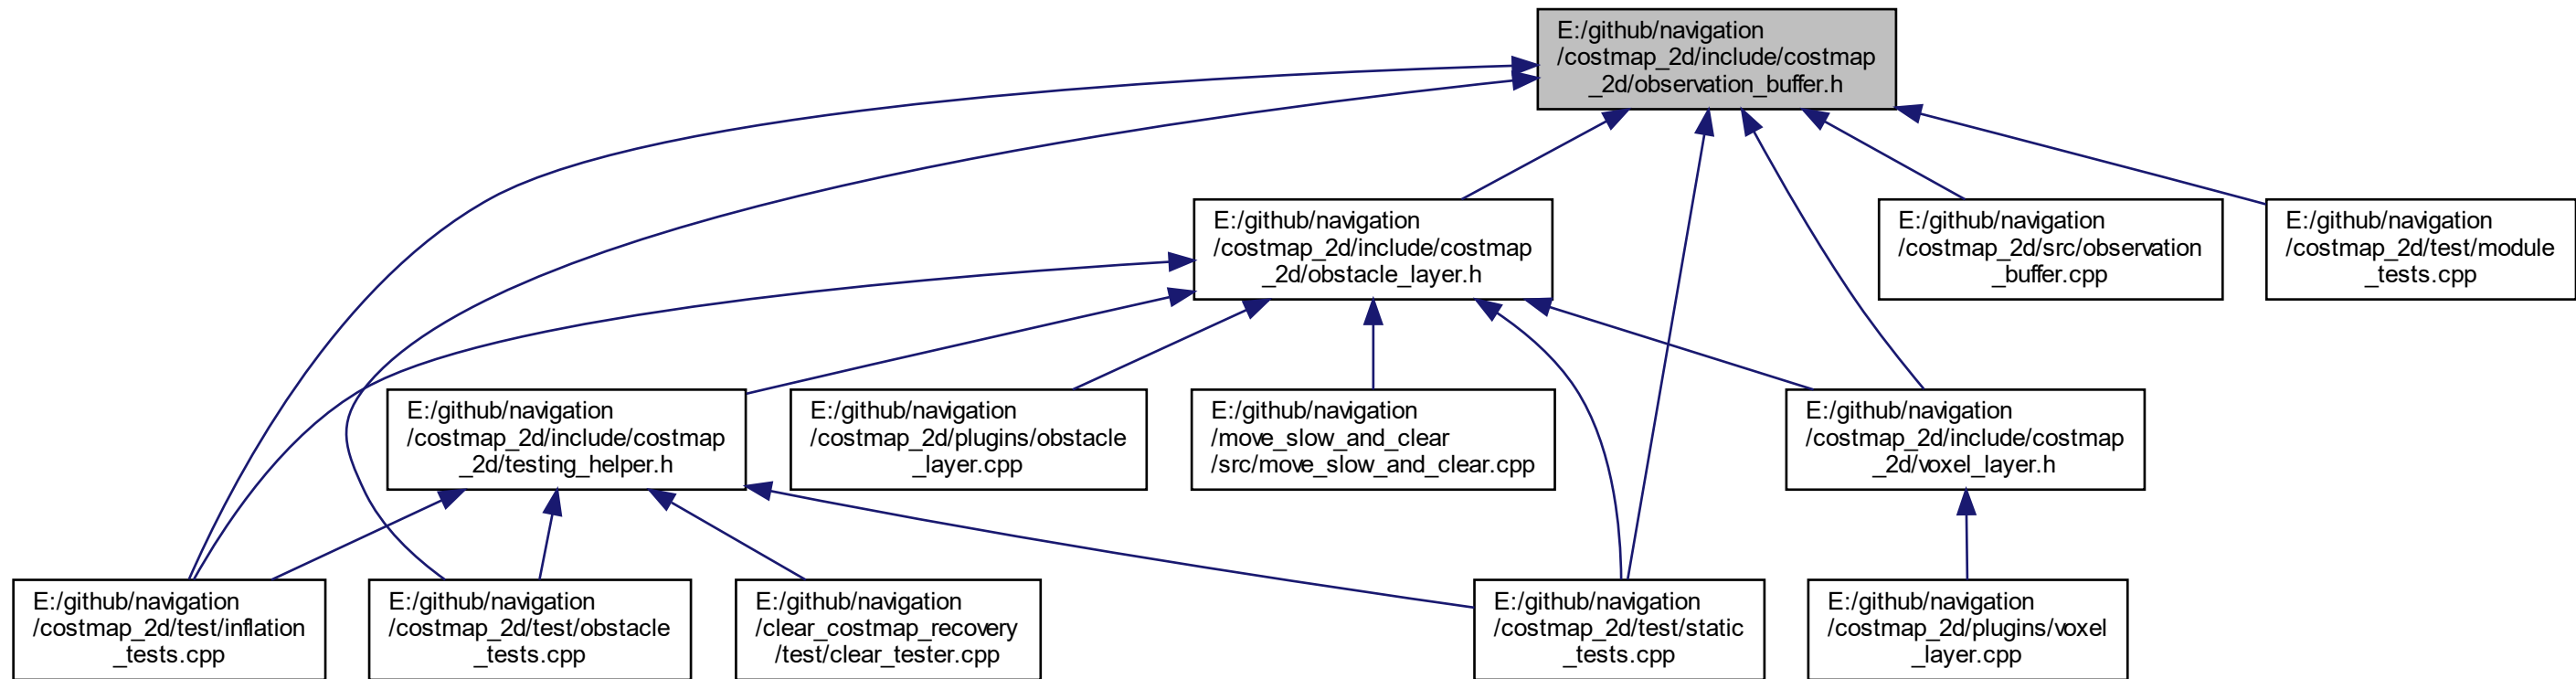 E:/github/navigation
/costmap_2d/include/costmap
_2d/observation_buffer.h
E:/github/navigation
/costmap_2d/include/costmap
_2d/obstacle_layer.h
E:/github/navigation
/costmap_2d/src/observation
_buffer.cpp
E:/github/navigation
/costmap_2d/test/module
_tests.cpp
E:/github/navigation
/costmap_2d/include/costmap
_2d/testing_helper.h
E:/github/navigation
/costmap_2d/plugins/obstacle
_layer.cpp
E:/github/navigation
/move_slow_and_clear
/src/move_slow_and_clear.cpp
E:/github/navigation
/costmap_2d/include/costmap
_2d/voxel_layer.h
E:/github/navigation
/costmap_2d/test/inflation
_tests.cpp
E:/github/navigation
/costmap_2d/test/obstacle
_tests.cpp
E:/github/navigation
/clear_costmap_recovery
/test/clear_tester.cpp
E:/github/navigation
/costmap_2d/test/static
_tests.cpp
E:/github/navigation
/costmap_2d/plugins/voxel
_layer.cpp